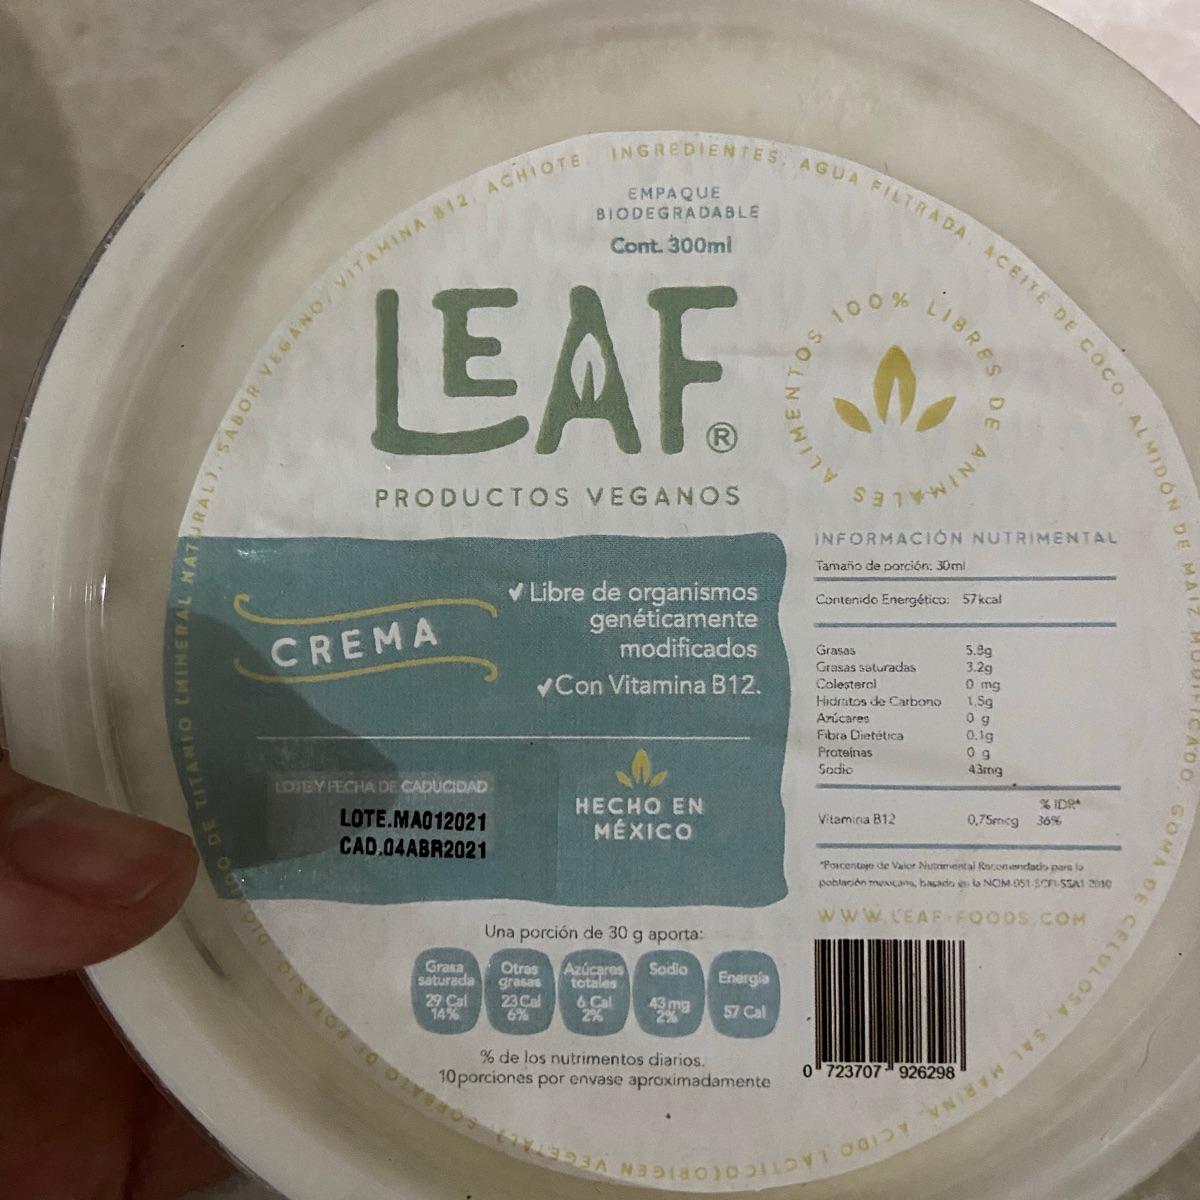 INGREDIENTES, AGUA FILTRADA, ACEITE DE COCO, ALMIDÓN DE MAÍZ MODIFICADO, GOMA DE CELULOSA, SAL MARINA, ACIDO LACTICO(ORIGEN VEGETAL), SORBATO DE POTASIO, DIOXIDO DE TITANIO (MINERAL NATURAL), SABOR VEGANO, VITAMINA B12, ACHIOTE.
EMPAQUE
BIODEGRADABLE
Cont. 300ml
LEAF®
PRODUCTOS VEGANOS
ALIMENTOS 100% LIBRES DE ANIMALES
CREMA
✓Libre de organismos
genéticamente
modificados
✓Con Vitamina B12.
LOTE Y FECHA DE CADUCIDAD
LOTE.MA012021
CAD.04ABR2021
HECHO EN
MÉXICO
INFORMACIÓN NUTRIMENTAL
Tamaño de porción: 30ml
Contenido Energético: 57kcal
Grasas 5.8g
Grasas saturadas 3.2g
Colesterol 0 mg
Hidratos de Carbono 1.5g
Azúcares 0 g
Fibra Dietética 0.1g
Proteínas 0 g
Sodio 43mg
% IDR*
Vitamina B12 0,75mcg 36%
*Porcentaje de Valor Nutrimental Recomendado para la
población mexicana, basado en la NOM-051-SCFI-SSA1 2010
WWW.LEAF-FOODS.COM
Una porción de 30 g aporta:
Grasa saturada 29 Cal 14%
Otras grasas 23 Cal 6%
Azúcares totales 6 Cal 2%
Sodio 43 mg 2%
Energía 57 Cal
% de los nutrimentos diarios.
10porciones por envase aproximadamente
0 723707 926298